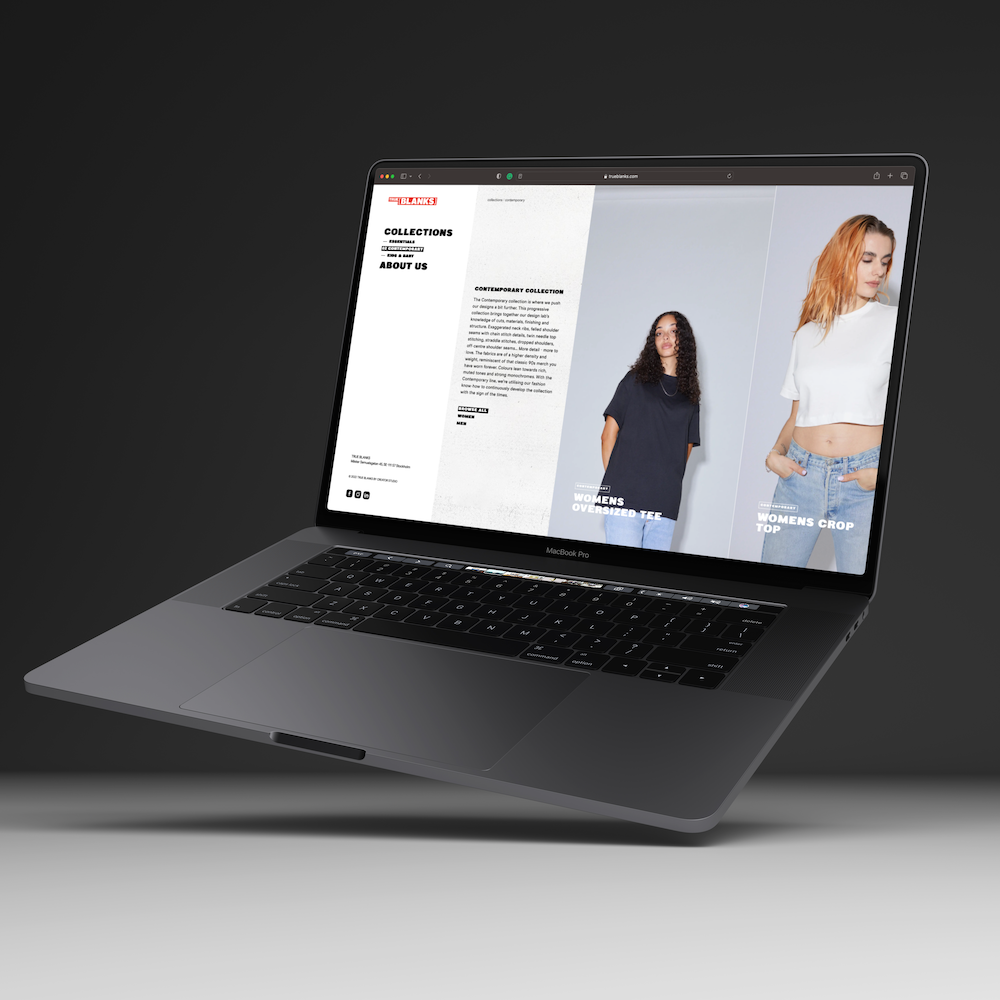 trueblanks.com
TRUE [BLANKS]
COLLECTIONS
— ESSENTIALS
CONTEMPORARY
— KIDS & BABY
ABOUT US
collections · contemporary
CONTEMPORARY COLLECTION
The Contemporary collection is where we push
our designs a bit further. This progressive
collection brings together our design lab's
knowledge of cuts, materials, finishing and
structure. Exaggerated neck ribs, felled shoulder
seams with chain stitch details, twin needle top
stitching, straddle stitches, dropped shoulders,
off centre shoulder seams... More detail - more to
love. The fabrics are of a higher density and
weight, reminiscent of that classic 90s merch you
have worn forever. Colours lean towards rich,
muted tones and strong monochromes. With the
Contemporary line, we're utilising our fashion
know-how to continuously develop the collection
with the sign of the times.
BROWSE ALL
WOMEN
MEN
TRUE BLANKS
CONTEMPORARY
WOMENS
OVERSIZED TEE
CONTEMPORARY
WOMENS CROP
TOP
MacBook Pro
esc
delete
Q W E R T Y U I O P
return
A S D F G H J K L
shift
Z X C V B N M
shift
control option command
command option